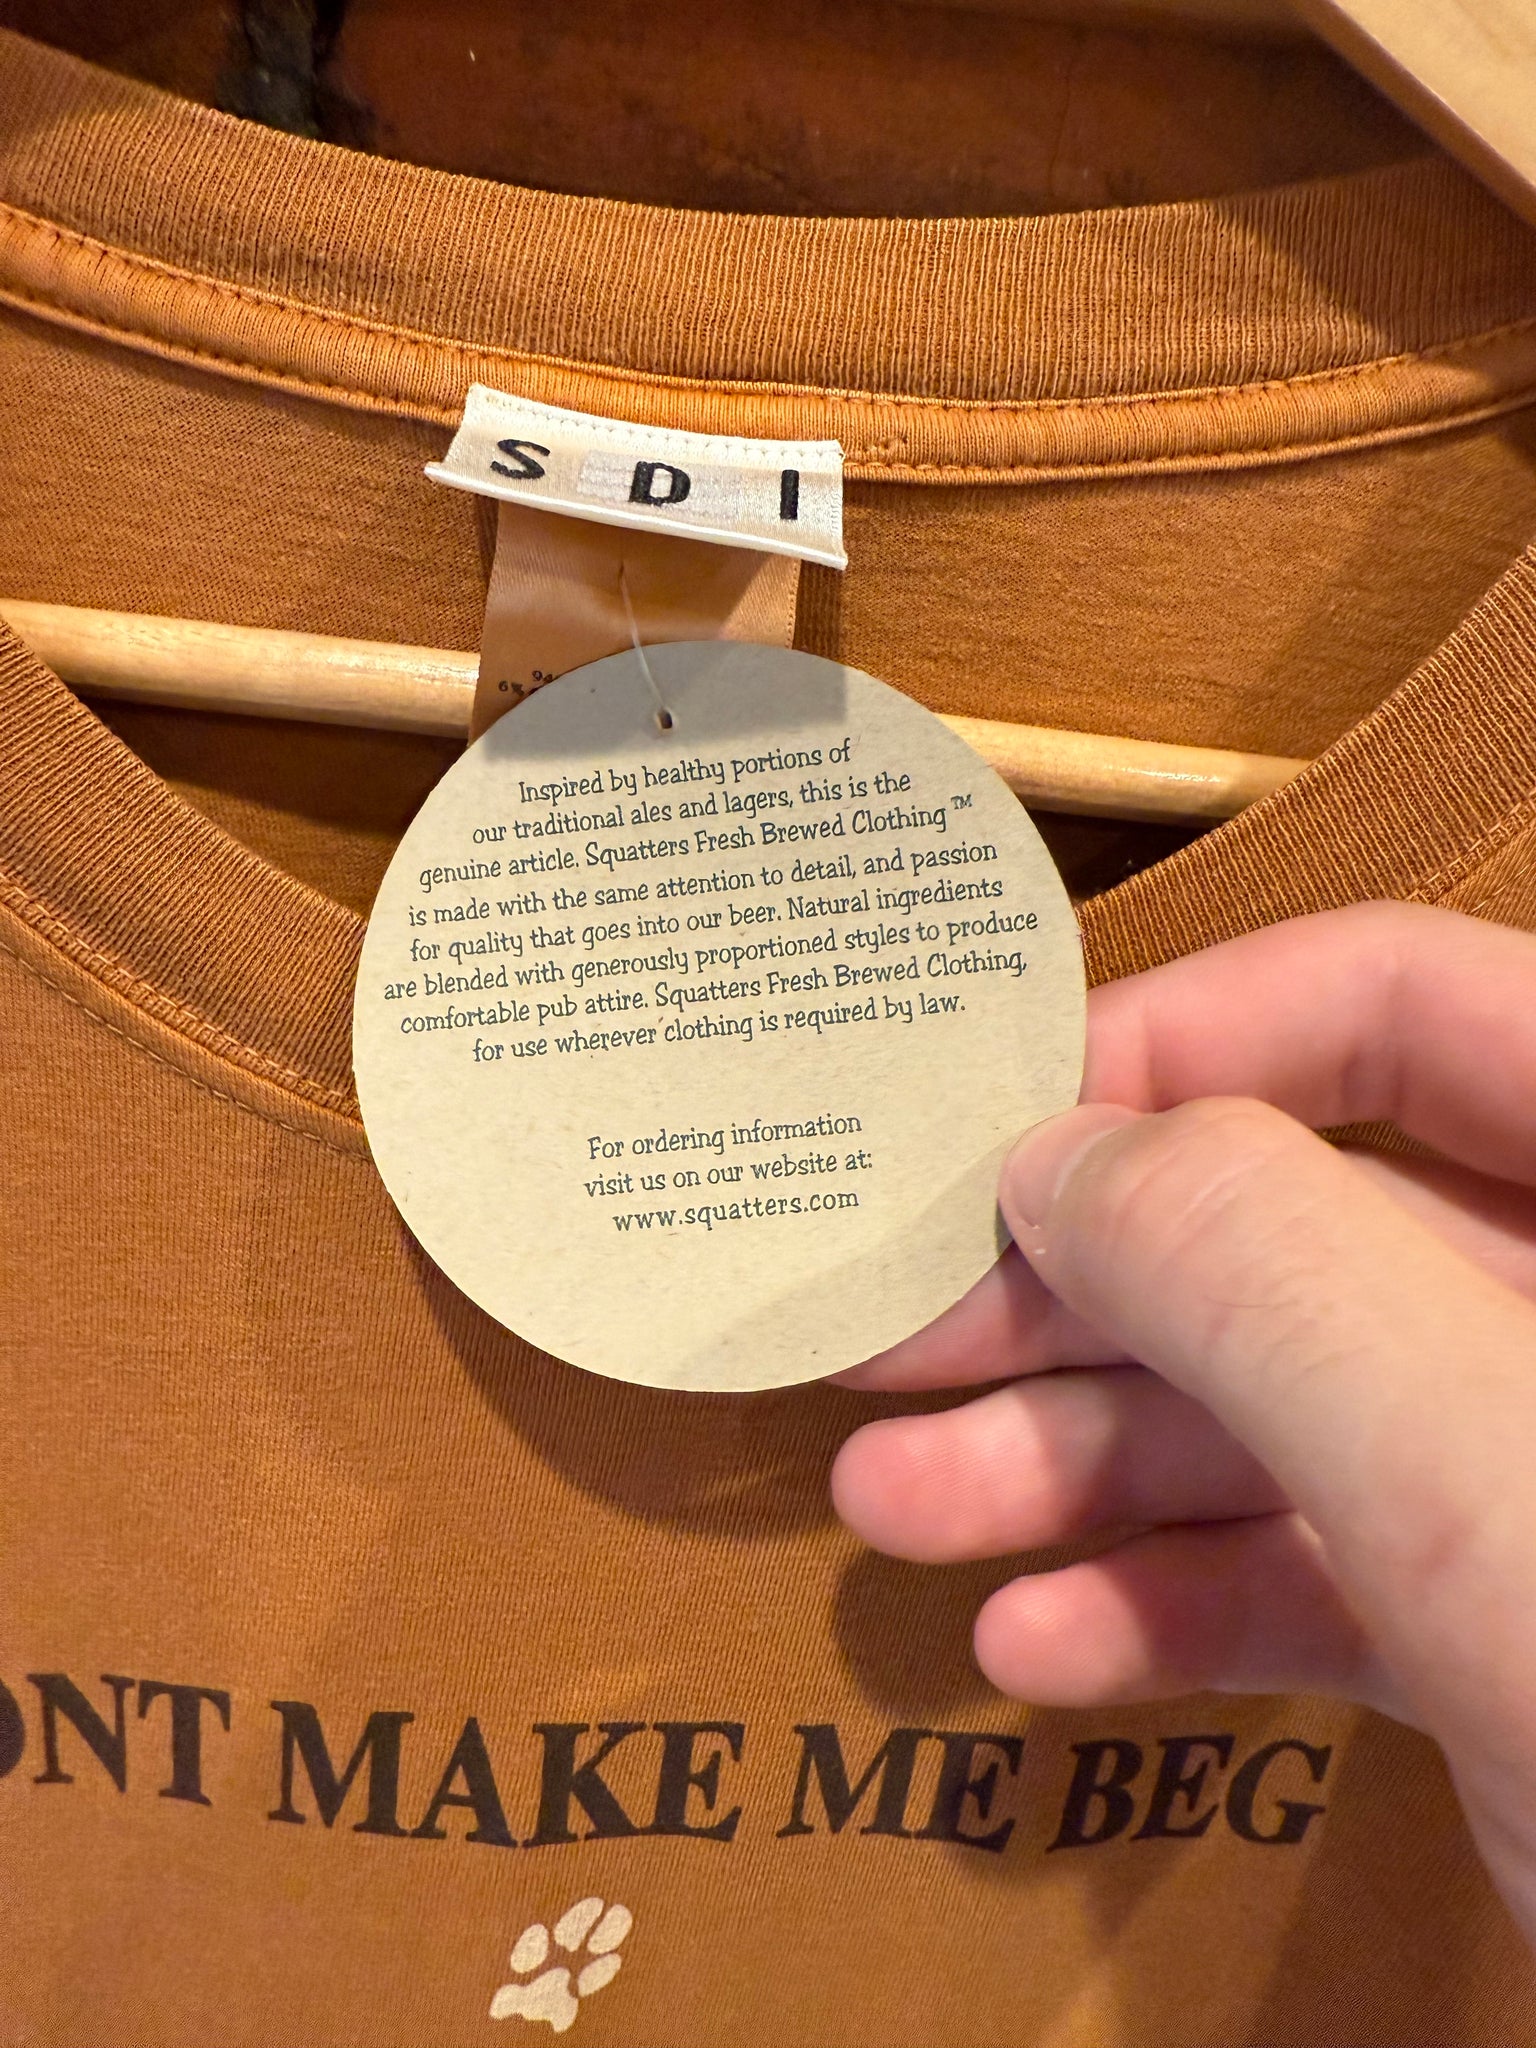 S D I
Inspired by healthy portions of
our traditional ales and lagers, this is the
genuine article. Squatters Fresh Brewed Clothing™
is made with the same attention to detail, and passion
for quality that goes into our beer. Natural ingredients
are blended with generously proportioned styles to produce
comfortable pub attire. Squatters Fresh Brewed Clothing,
for use wherever clothing is required by law.
For ordering information
visit us on our website at:
www.squatters.com
ONT MAKE ME BEG